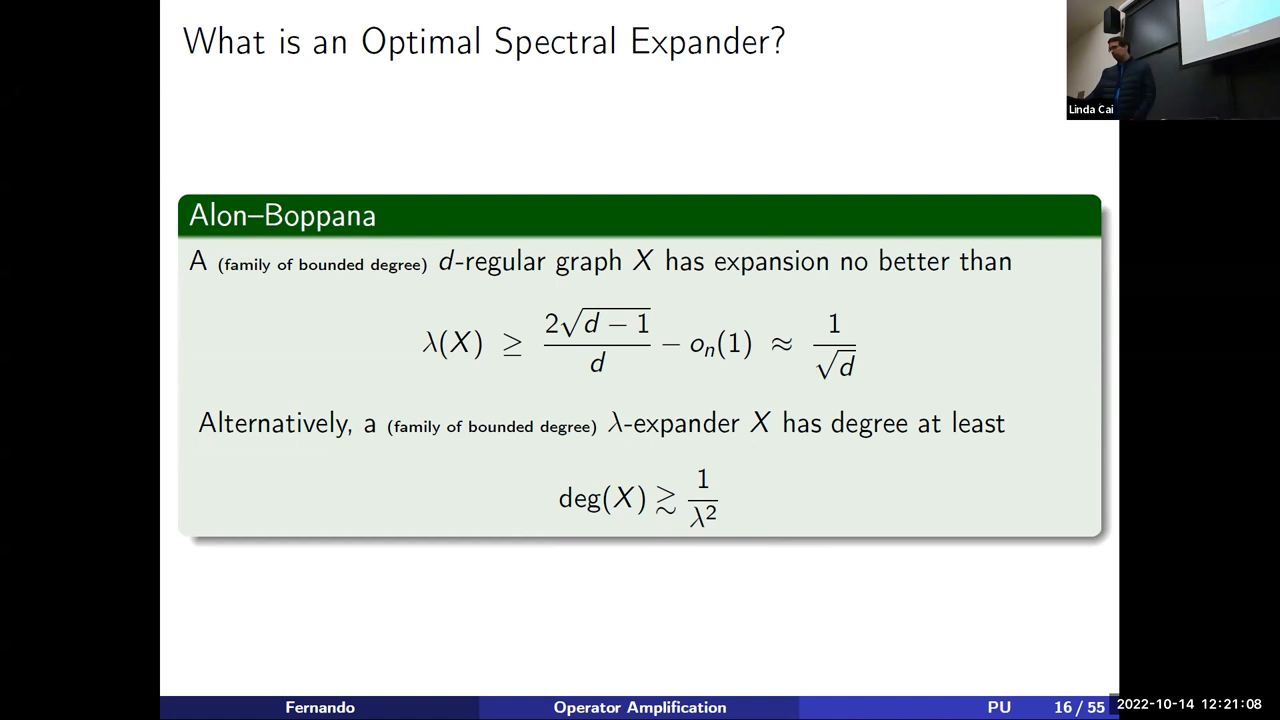 What is an Optimal Spectral Expander?
Linda Cai
Alon–Boppana
A (family of bounded degree) d-regular graph X has expansion no better than
λ(X) ≥ 2√(d − 1)/d − oₙ(1) ≈ 1/√d
Alternatively, a (family of bounded degree) λ-expander X has degree at least
deg(X) ≳ 1/λ²
Fernando Operator Amplification PU 16 / 55
2022-10-14 12:21:08